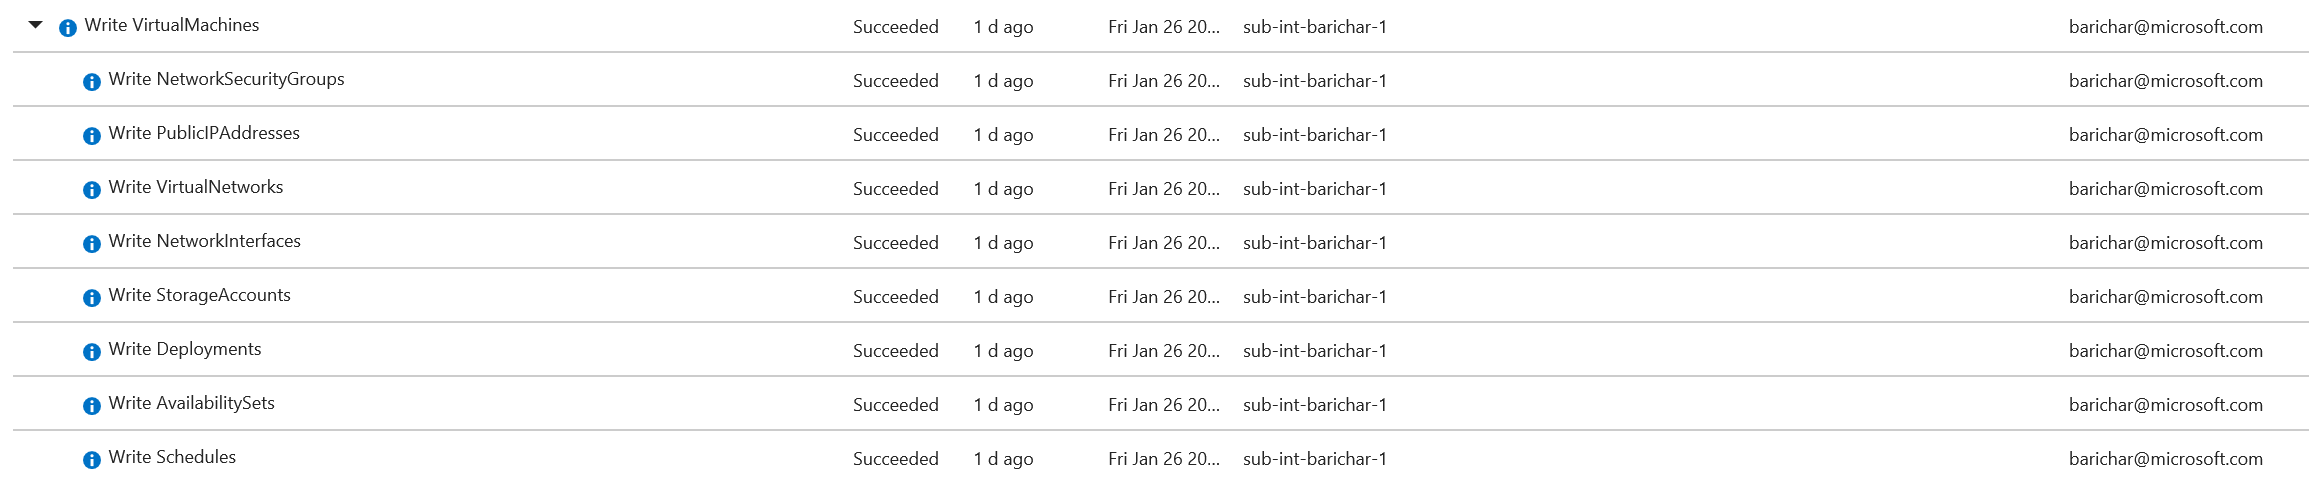 Write VirtualMachines Succeeded 1 d ago Fri Jan 26 20... sub-int-barichar-1 barichar@microsoft.com
Write NetworkSecurityGroups Succeeded 1 d ago Fri Jan 26 20... sub-int-barichar-1 barichar@microsoft.com
Write PublicIPAddresses Succeeded 1 d ago Fri Jan 26 20... sub-int-barichar-1 barichar@microsoft.com
Write VirtualNetworks Succeeded 1 d ago Fri Jan 26 20... sub-int-barichar-1 barichar@microsoft.com
Write NetworkInterfaces Succeeded 1 d ago Fri Jan 26 20... sub-int-barichar-1 barichar@microsoft.com
Write StorageAccounts Succeeded 1 d ago Fri Jan 26 20... sub-int-barichar-1 barichar@microsoft.com
Write Deployments Succeeded 1 d ago Fri Jan 26 20... sub-int-barichar-1 barichar@microsoft.com
Write AvailabilitySets Succeeded 1 d ago Fri Jan 26 20... sub-int-barichar-1 barichar@microsoft.com
Write Schedules Succeeded 1 d ago Fri Jan 26 20... sub-int-barichar-1 barichar@microsoft.com